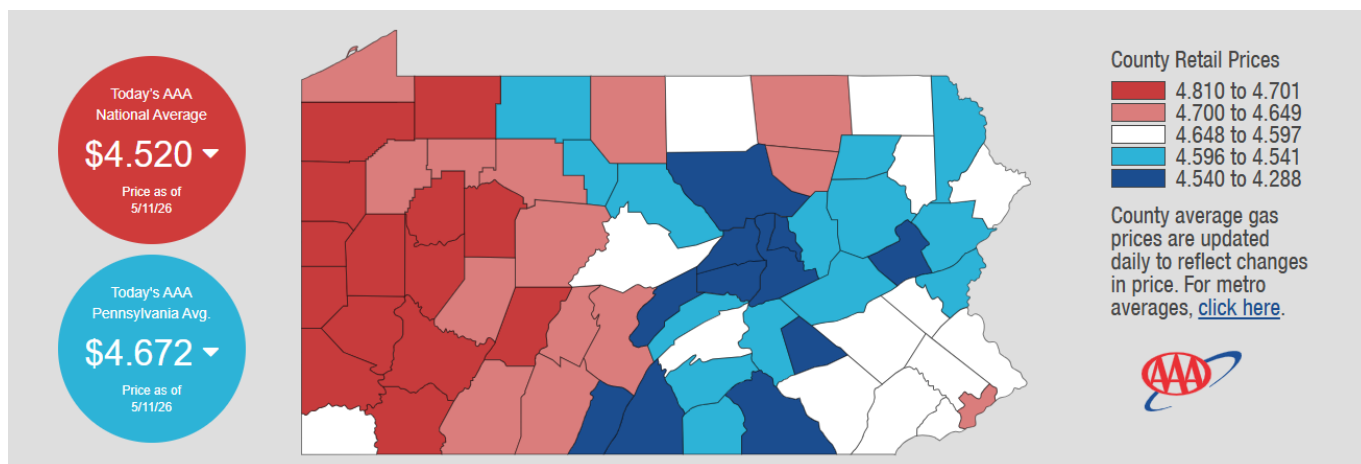 Today's AAA
National Average
$4.520
Price as of
5/11/26
Today's AAA
Pennsylvania Avg.
$4.672
Price as of
5/11/26
County Retail Prices
4.810 to 4.701
4.700 to 4.649
4.648 to 4.597
4.596 to 4.541
4.540 to 4.288
County average gas
prices are updated
daily to reflect changes
in price. For metro
averages, click here.
AAA